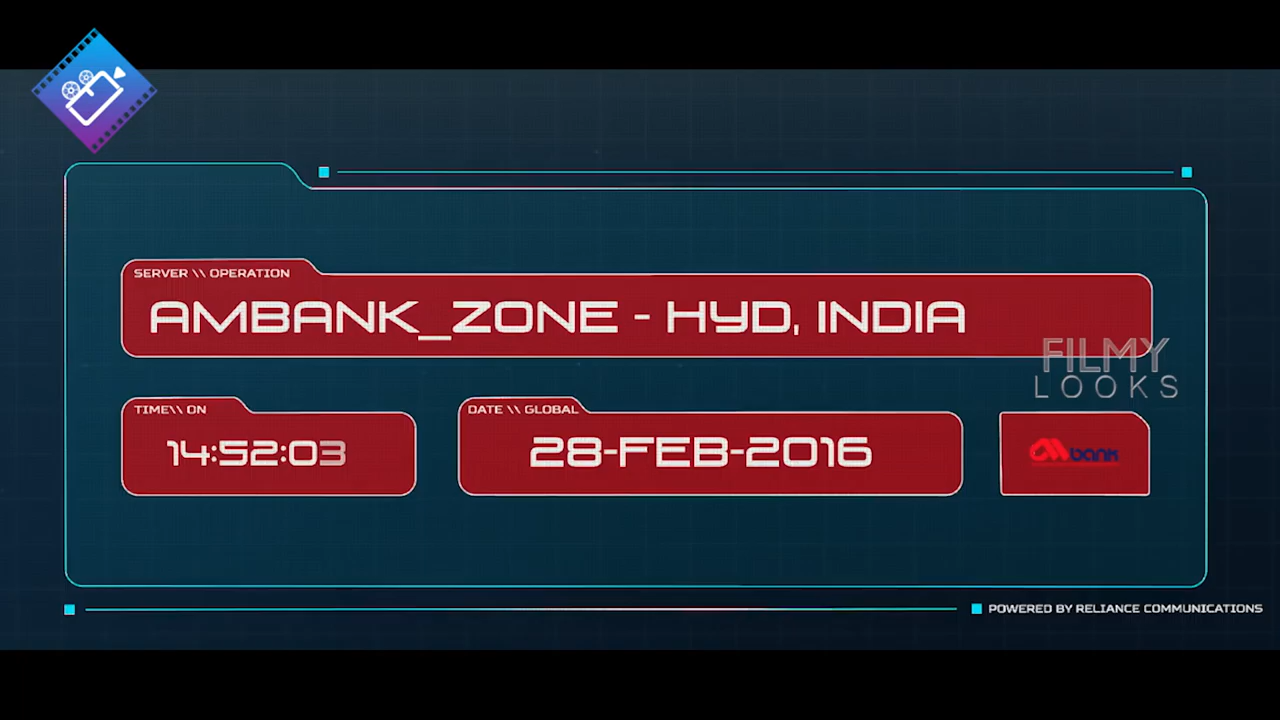 SERVER \\ OPERATION
AMBANK_ZONE - HYD, INDIA
FILMY
LOOKS
TIME\\ ON
14:52:03
DATE \\ GLOBAL
28-FEB-2016
ambank
POWERED BY RELIANCE COMMUNICATIONS